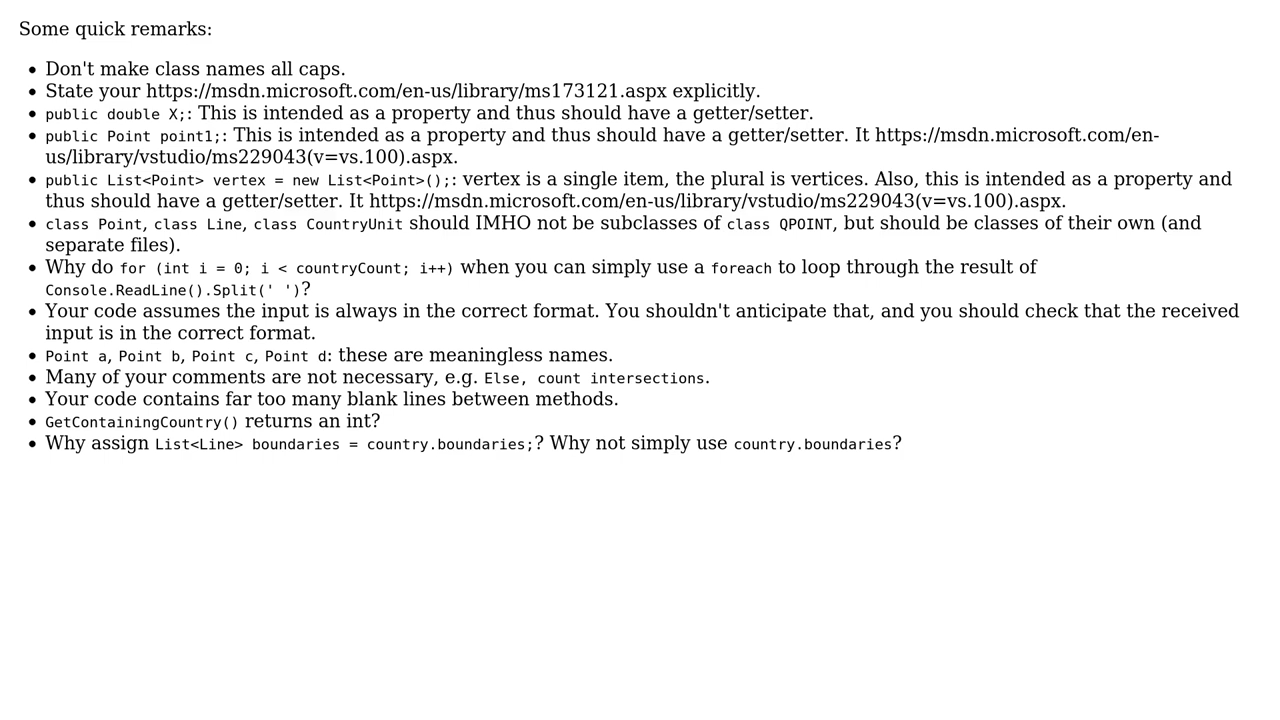 Some quick remarks:
• Don't make class names all caps.
• State your https://msdn.microsoft.com/en-us/library/ms173121.aspx explicitly.
• public double X;: This is intended as a property and thus should have a getter/setter.
• public Point point1;: This is intended as a property and thus should have a getter/setter. It https://msdn.microsoft.com/en-
us/library/vstudio/ms229043(v=vs.100).aspx.
• public List<Point> vertex = new List<Point>();: vertex is a single item, the plural is vertices. Also, this is intended as a property and
thus should have a getter/setter. It https://msdn.microsoft.com/en-us/library/vstudio/ms229043(v=vs.100).aspx.
• class Point, class Line, class CountryUnit should IMHO not be subclasses of class QPOINT, but should be classes of their own (and
separate files).
• Why do for (int i = 0; i < countryCount; i++) when you can simply use a foreach to loop through the result of
Console.ReadLine().Split(' ')?
• Your code assumes the input is always in the correct format. You shouldn't anticipate that, and you should check that the received
input is in the correct format.
• Point a, Point b, Point c, Point d: these are meaningless names.
• Many of your comments are not necessary, e.g. Else, count intersections.
• Your code contains far too many blank lines between methods.
• GetContainingCountry() returns an int?
• Why assign List<Line> boundaries = country.boundaries;? Why not simply use country.boundaries?